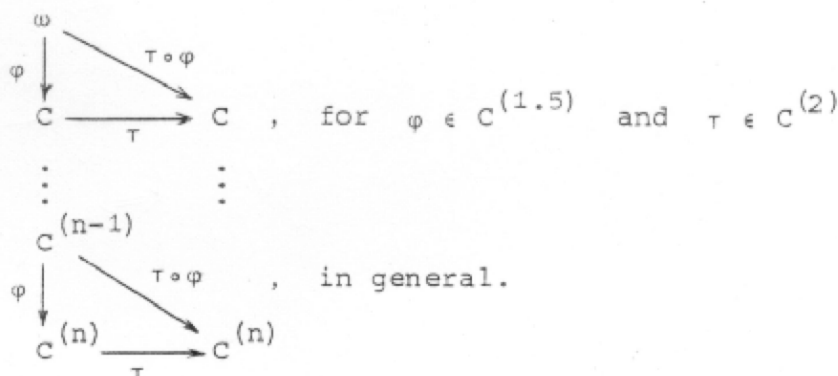 ω
φ τ∘φ
C τ C , for φ ϵ C^(1.5) and τ ϵ C^(2)
⋮ ⋮
C^(n-1)
φ τ∘φ , in general.
C^(n) τ C^(n)